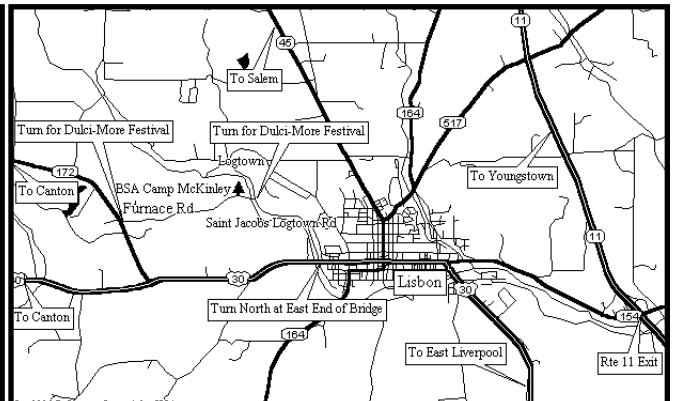 11
45
To Salem
164
517
Turn for Dulci-More Festival
Turn for Dulci-More Festival
Logtown
172
To Canton
BSA Camp McKinley
Furnace Rd
To Youngstown
Saint Jacobs Logtown Rd
11
30
Lisbon
30
To Canton
Turn North at East End of Bridge
154
164
To East Liverpool
Rte 11 Exit